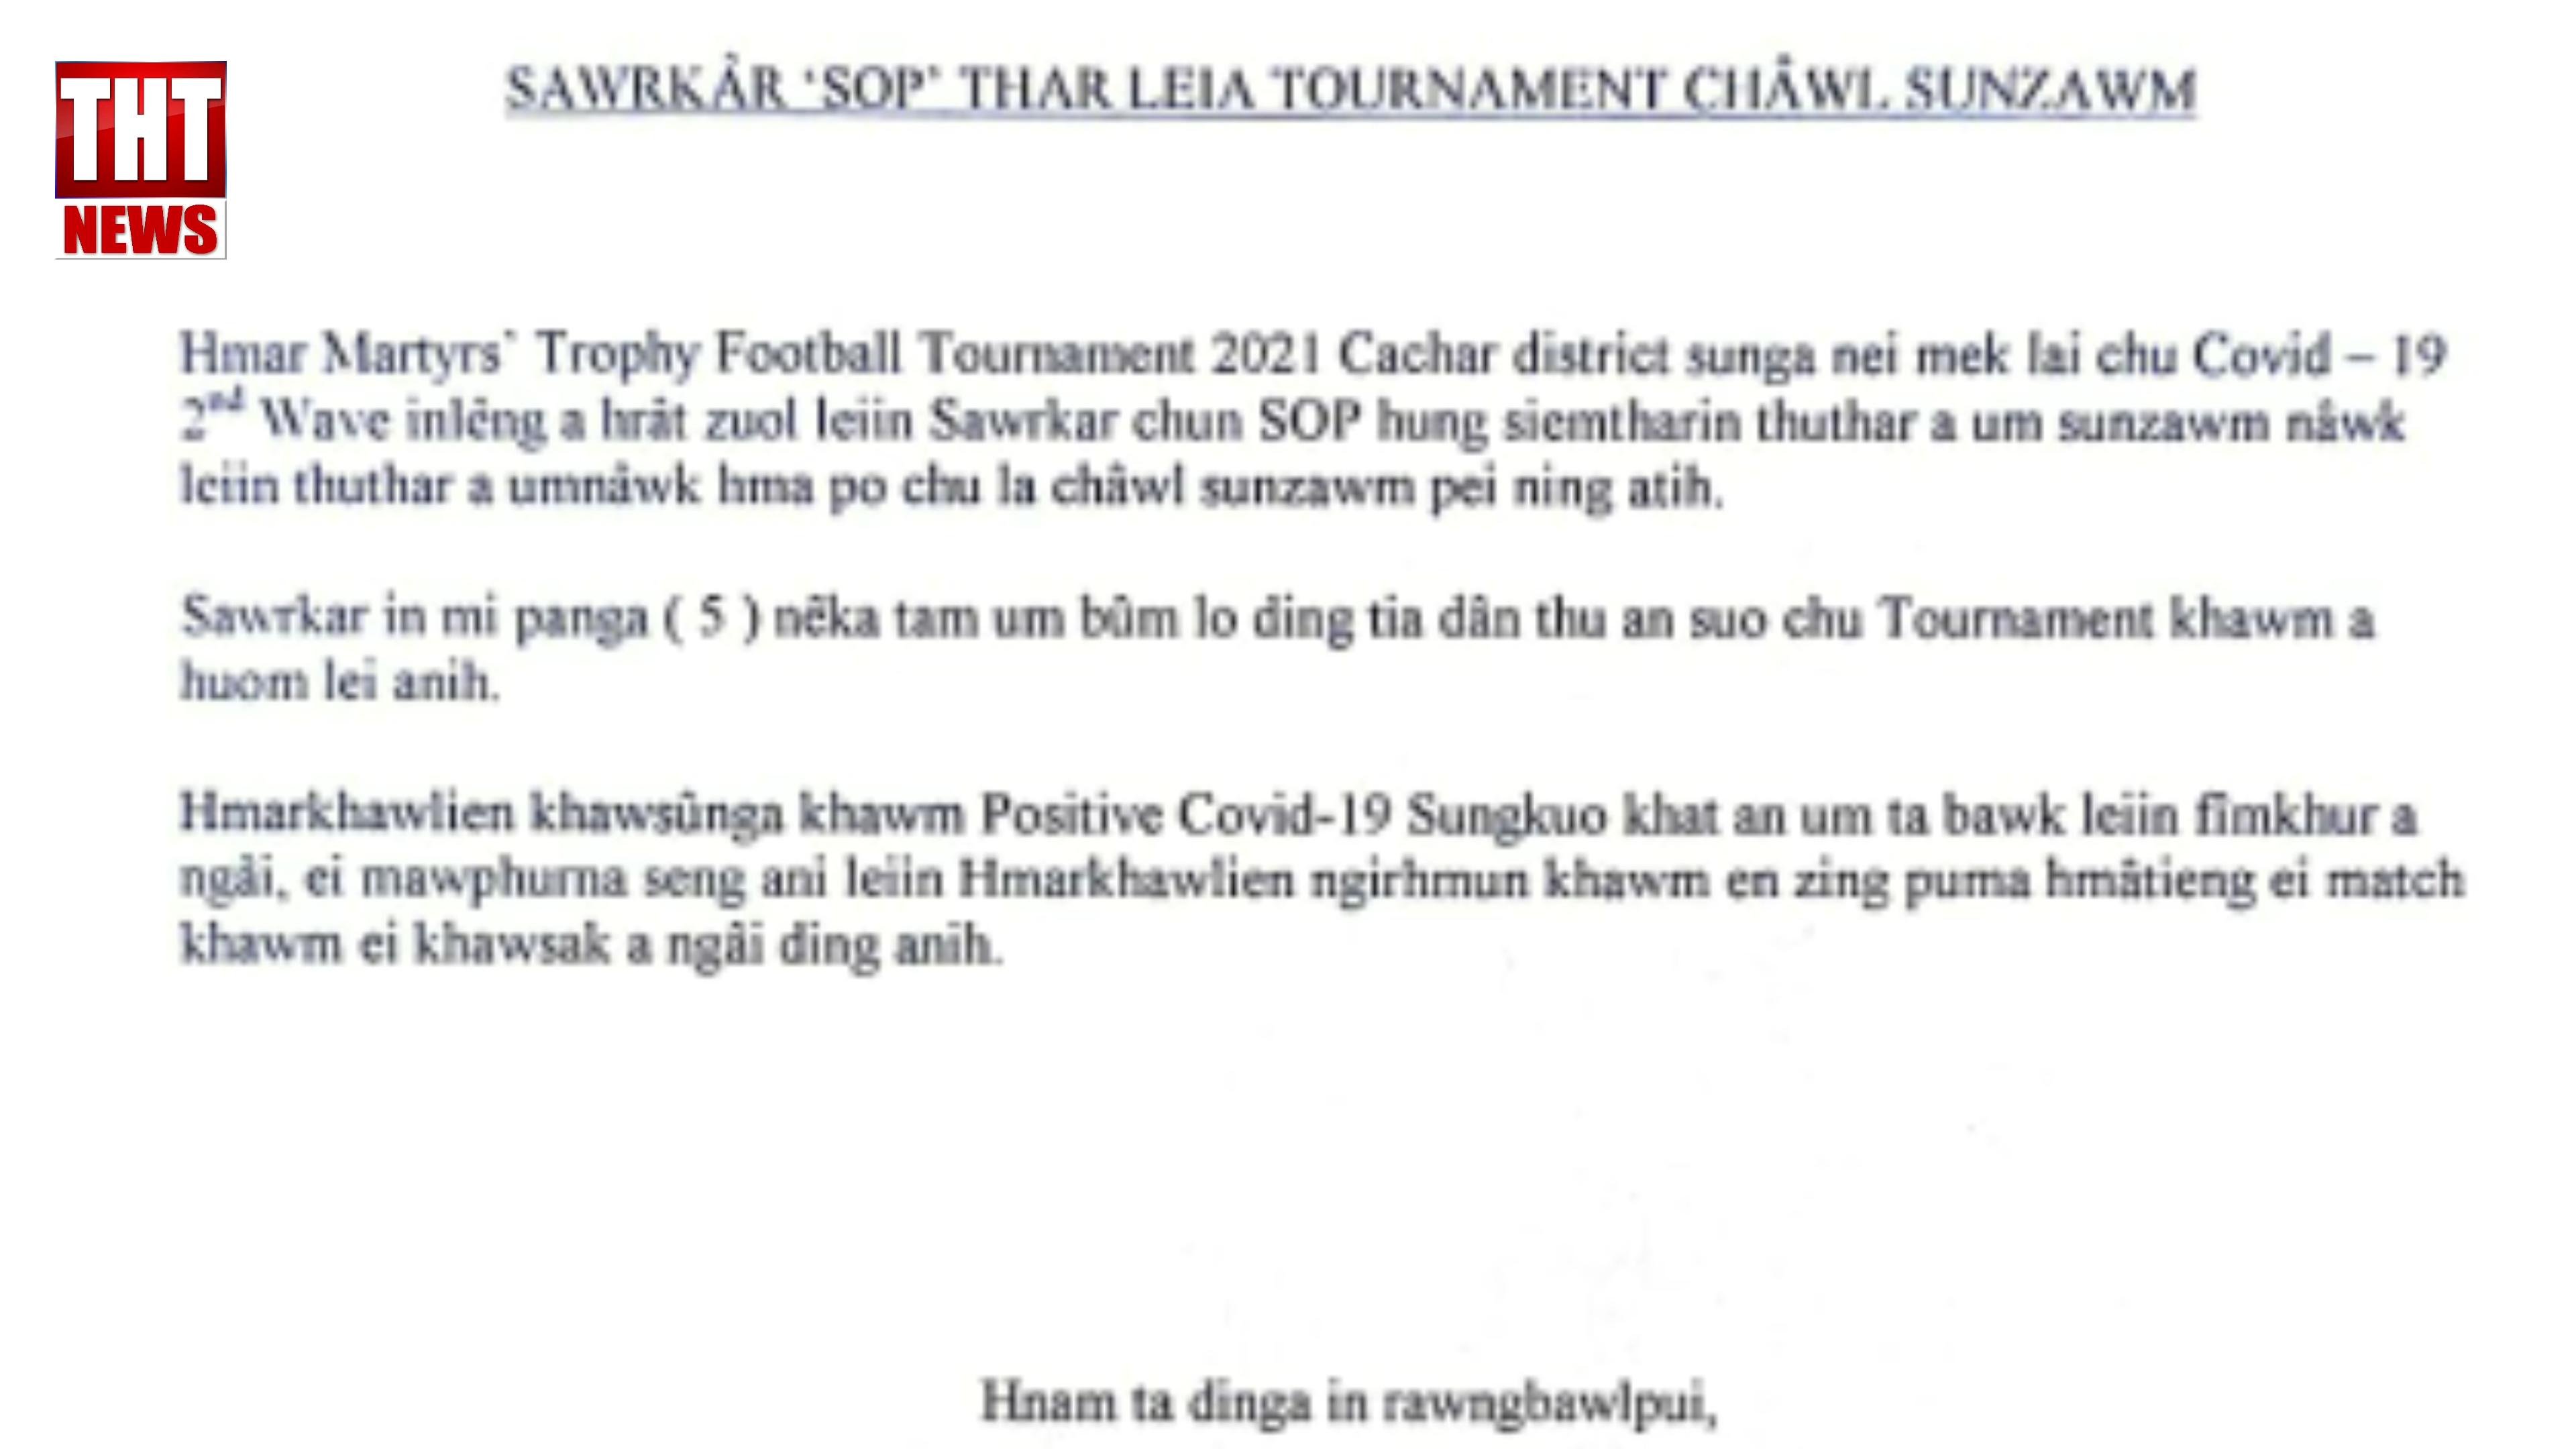 THT
NEWS
SAWRKÂR ‘SOP’ THAR LEIA TOURNAMENT CHÂWL SUNZAWM
Hmar Martyrs’ Trophy Football Tournament 2021 Cachar district sunga nei mek lai chu Covid – 19
2nd Wave inlêng a hrât zuol leiin Sawrkar chun SOP hung siemtharin thuthar a um sunzawm nâwk
leiin thuthar a umnâwk hma po chu la châwl sunzawm pei ning atih.
Sawrkar in mi panga ( 5 ) nêka tam um bûm lo ding tia dân thu an suo chu Tournament khawm a
huom lei anih.
Hmarkhawlien khawsûnga khawm Positive Covid-19 Sungkuo khat an um ta bawk leiin fimkhur a
ngâi, ei mawphurna seng ani leiin Hmarkhawlien ngirhmun khawm en zing puma hmâtieng ei match
khawm ei khawsak a ngâi ding anih.
Hnam ta dinga in rawngbawlpui,